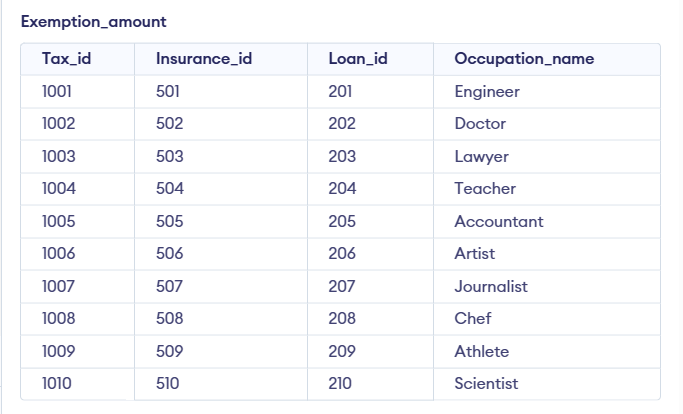 Exemption_amount
Tax_id Insurance_id Loan_id Occupation_name
1001 501 201 Engineer
1002 502 202 Doctor
1003 503 203 Lawyer
1004 504 204 Teacher
1005 505 205 Accountant
1006 506 206 Artist
1007 507 207 Journalist
1008 508 208 Chef
1009 509 209 Athlete
1010 510 210 Scientist